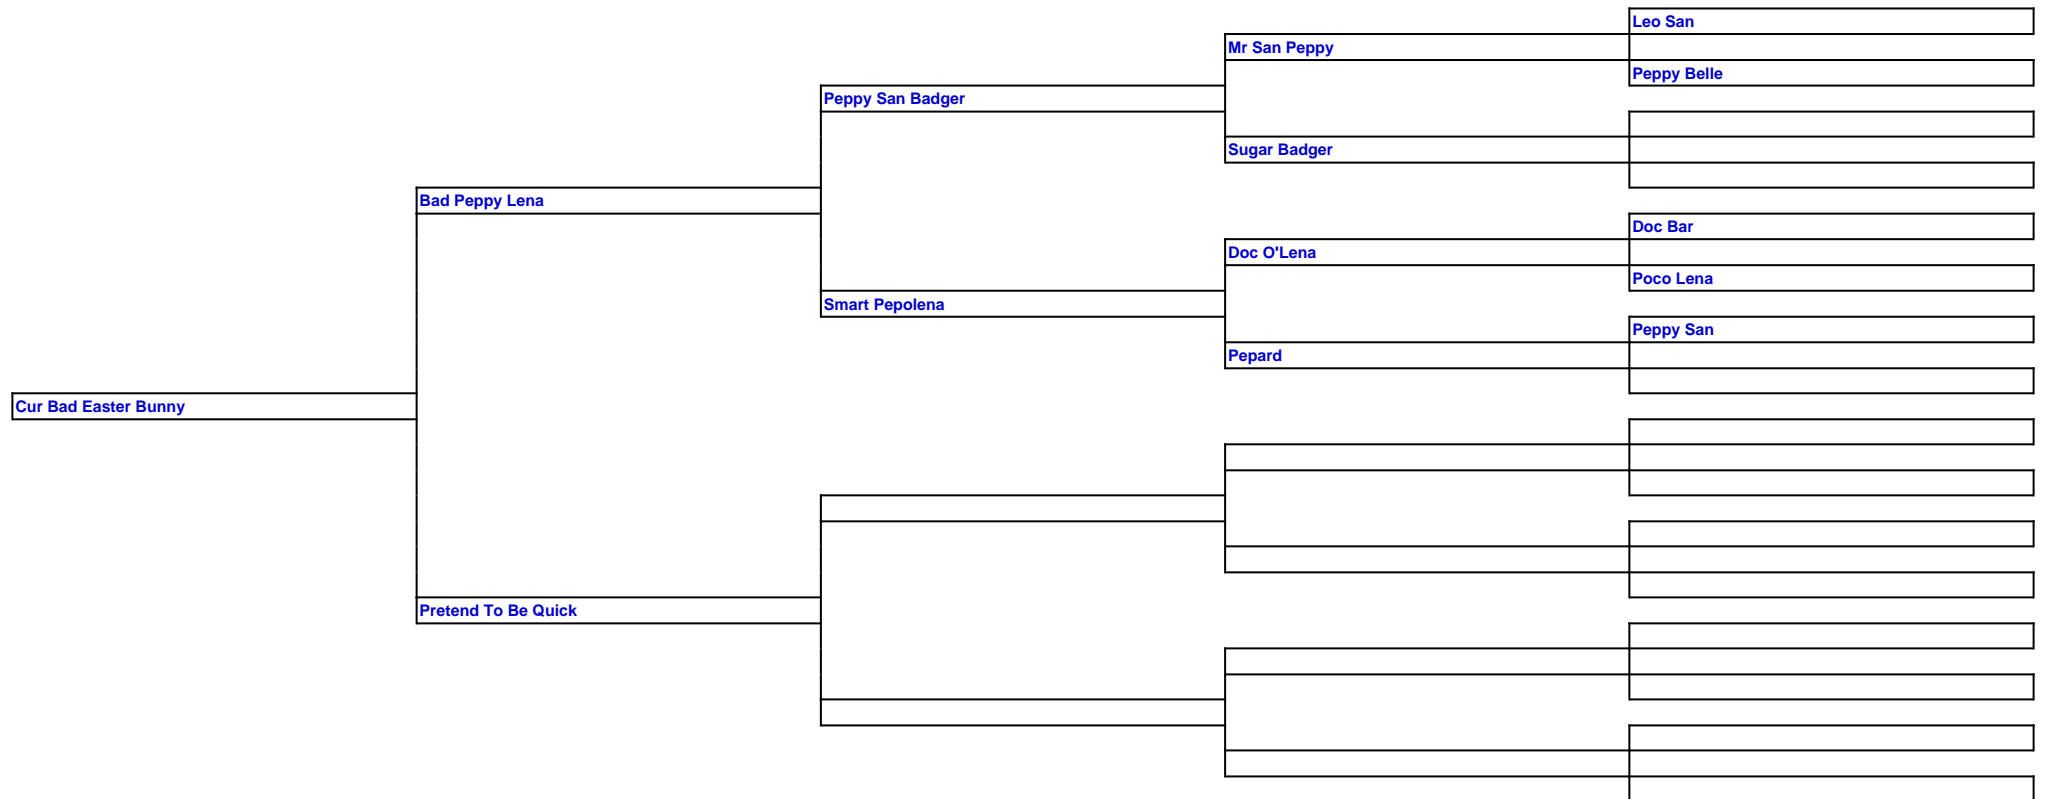 Leo San
Mr San Peppy
Peppy Belle
Peppy San Badger
Sugar Badger
Bad Peppy Lena
Doc Bar
Doc O'Lena
Poco Lena
Smart Pepolena
Peppy San
Pepard
Cur Bad Easter Bunny
Pretend To Be Quick